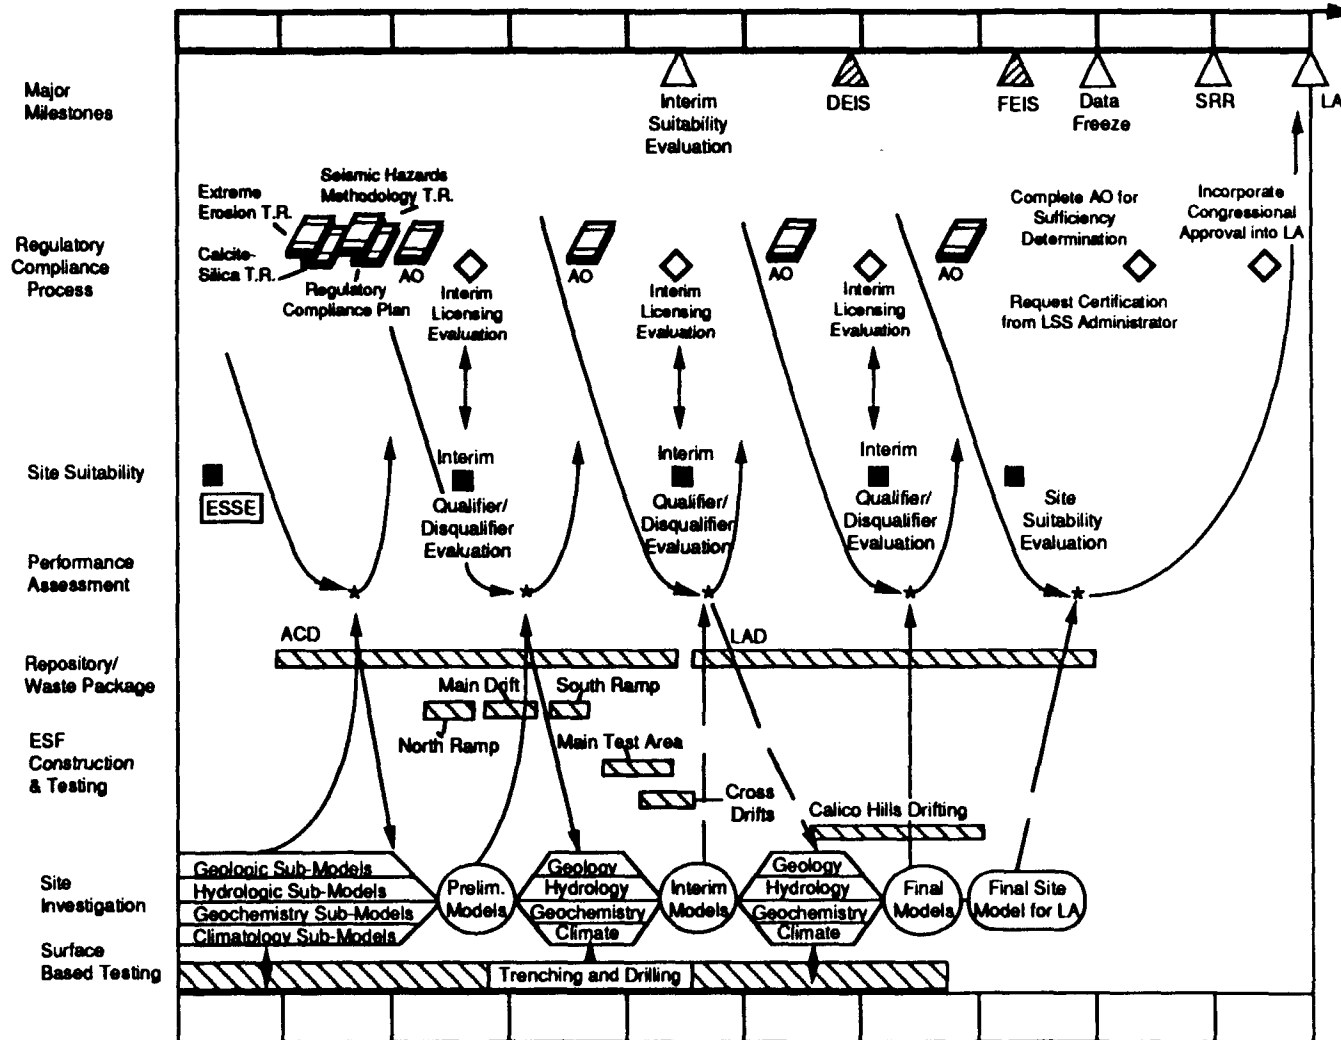 Major
Milestones
Interim
Suitability
Evaluation
DEIS
FEIS
Data
Freeze
SRR
LA
Regulatory
Compliance
Process
Extreme
Erosion T.R.
Seismic Hazards
Methodology T.R.
Calcite-
Silica T.R.
Regulatory
Compliance Plan
AO
Interim
Licensing
Evaluation
AO
Interim
Licensing
Evaluation
AO
Interim
Licensing
Evaluation
AO
Complete AO for
Sufficiency
Determination
Request Certification
from LSS Administrator
Incorporate
Congressional
Approval into LA
Site Suitability
ESSE
Interim
Qualifier/
Disqualifier
Evaluation
Interim
Qualifier/
Disqualifier
Evaluation
Interim
Qualifier/
Disqualifier
Evaluation
Site
Suitability
Evaluation
Performance
Assessment
Repository/
Waste Package
ACD
LAD
ESF
Construction
& Testing
Main Drift
South Ramp
North Ramp
Main Test Area
Cross
Drifts
Calico Hills Drifting
Site
Investigation
Geologic Sub-Models
Hydrologic Sub-Models
Geochemistry Sub-Models
Climatology Sub-Models
Prelim.
Models
Geology
Hydrology
Geochemistry
Climate
Interim
Models
Geology
Hydrology
Geochemistry
Climate
Final
Models
Final Site
Model for LA
Surface
Based Testing
Trenching and Drilling